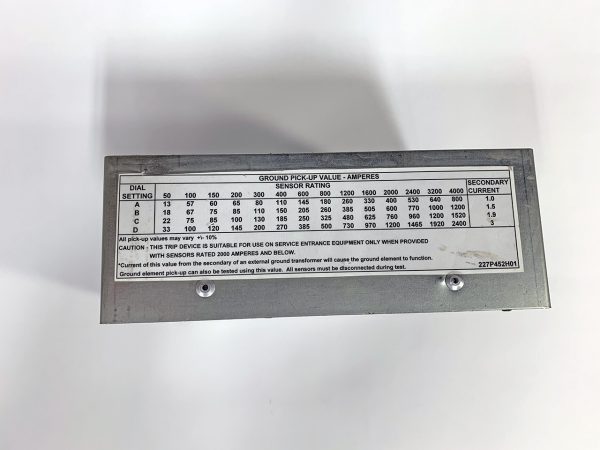 GROUND PICK-UP VALUE - AMPERES
DIAL SETTING SENSOR RATING SECONDARY CURRENT
50 100 150 200 300 400 600 800 1200 1600 2000 2400 3200 4000
A 13 57 60 65 80 110 145 180 260 330 400 530 640 800 1.0
B 18 67 75 85 110 150 205 260 385 505 600 770 1000 1200 1.5
C 22 75 85 100 130 185 250 325 480 625 760 960 1200 1520 1.9
D 33 100 120 145 200 270 385 500 730 970 1200 1465 1920 2400 3
All pick-up values may vary +\- 10%
CAUTION - THIS TRIP DEVICE IS SUITABLE FOR USE ON SERVICE ENTRANCE EQUIPMENT ONLY WHEN PROVIDED
WITH SENSORS RATED 2000 AMPERES AND BELOW.
*Current of this value from the secondary of an external ground transformer will cause the ground element to function.
Ground element pick-up can also be tested using this value. All sensors must be disconnected during test.
227P452H01